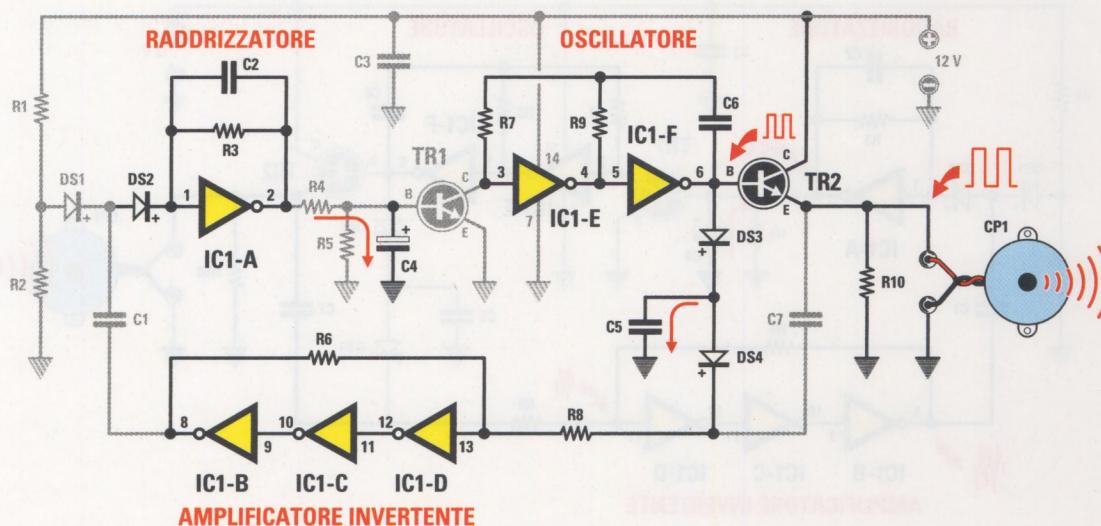 RADDRIZZATORE
OSCILLATORE
C2
C3
12 V
R1
R3
R7
R9
C6
IC1-F
TR1
DS1
DS2
1
2
R4
B
C
E
3
14
4
5
6
B
C
E
TR2
7
IC1-E
CP1
IC1-A
R5
C4
DS3
R2
C1
R10
C5
C7
R6
DS4
8
10
12
R8
9
11
13
IC1-B
IC1-C
IC1-D
AMPLIFICATORE INVERTENTE